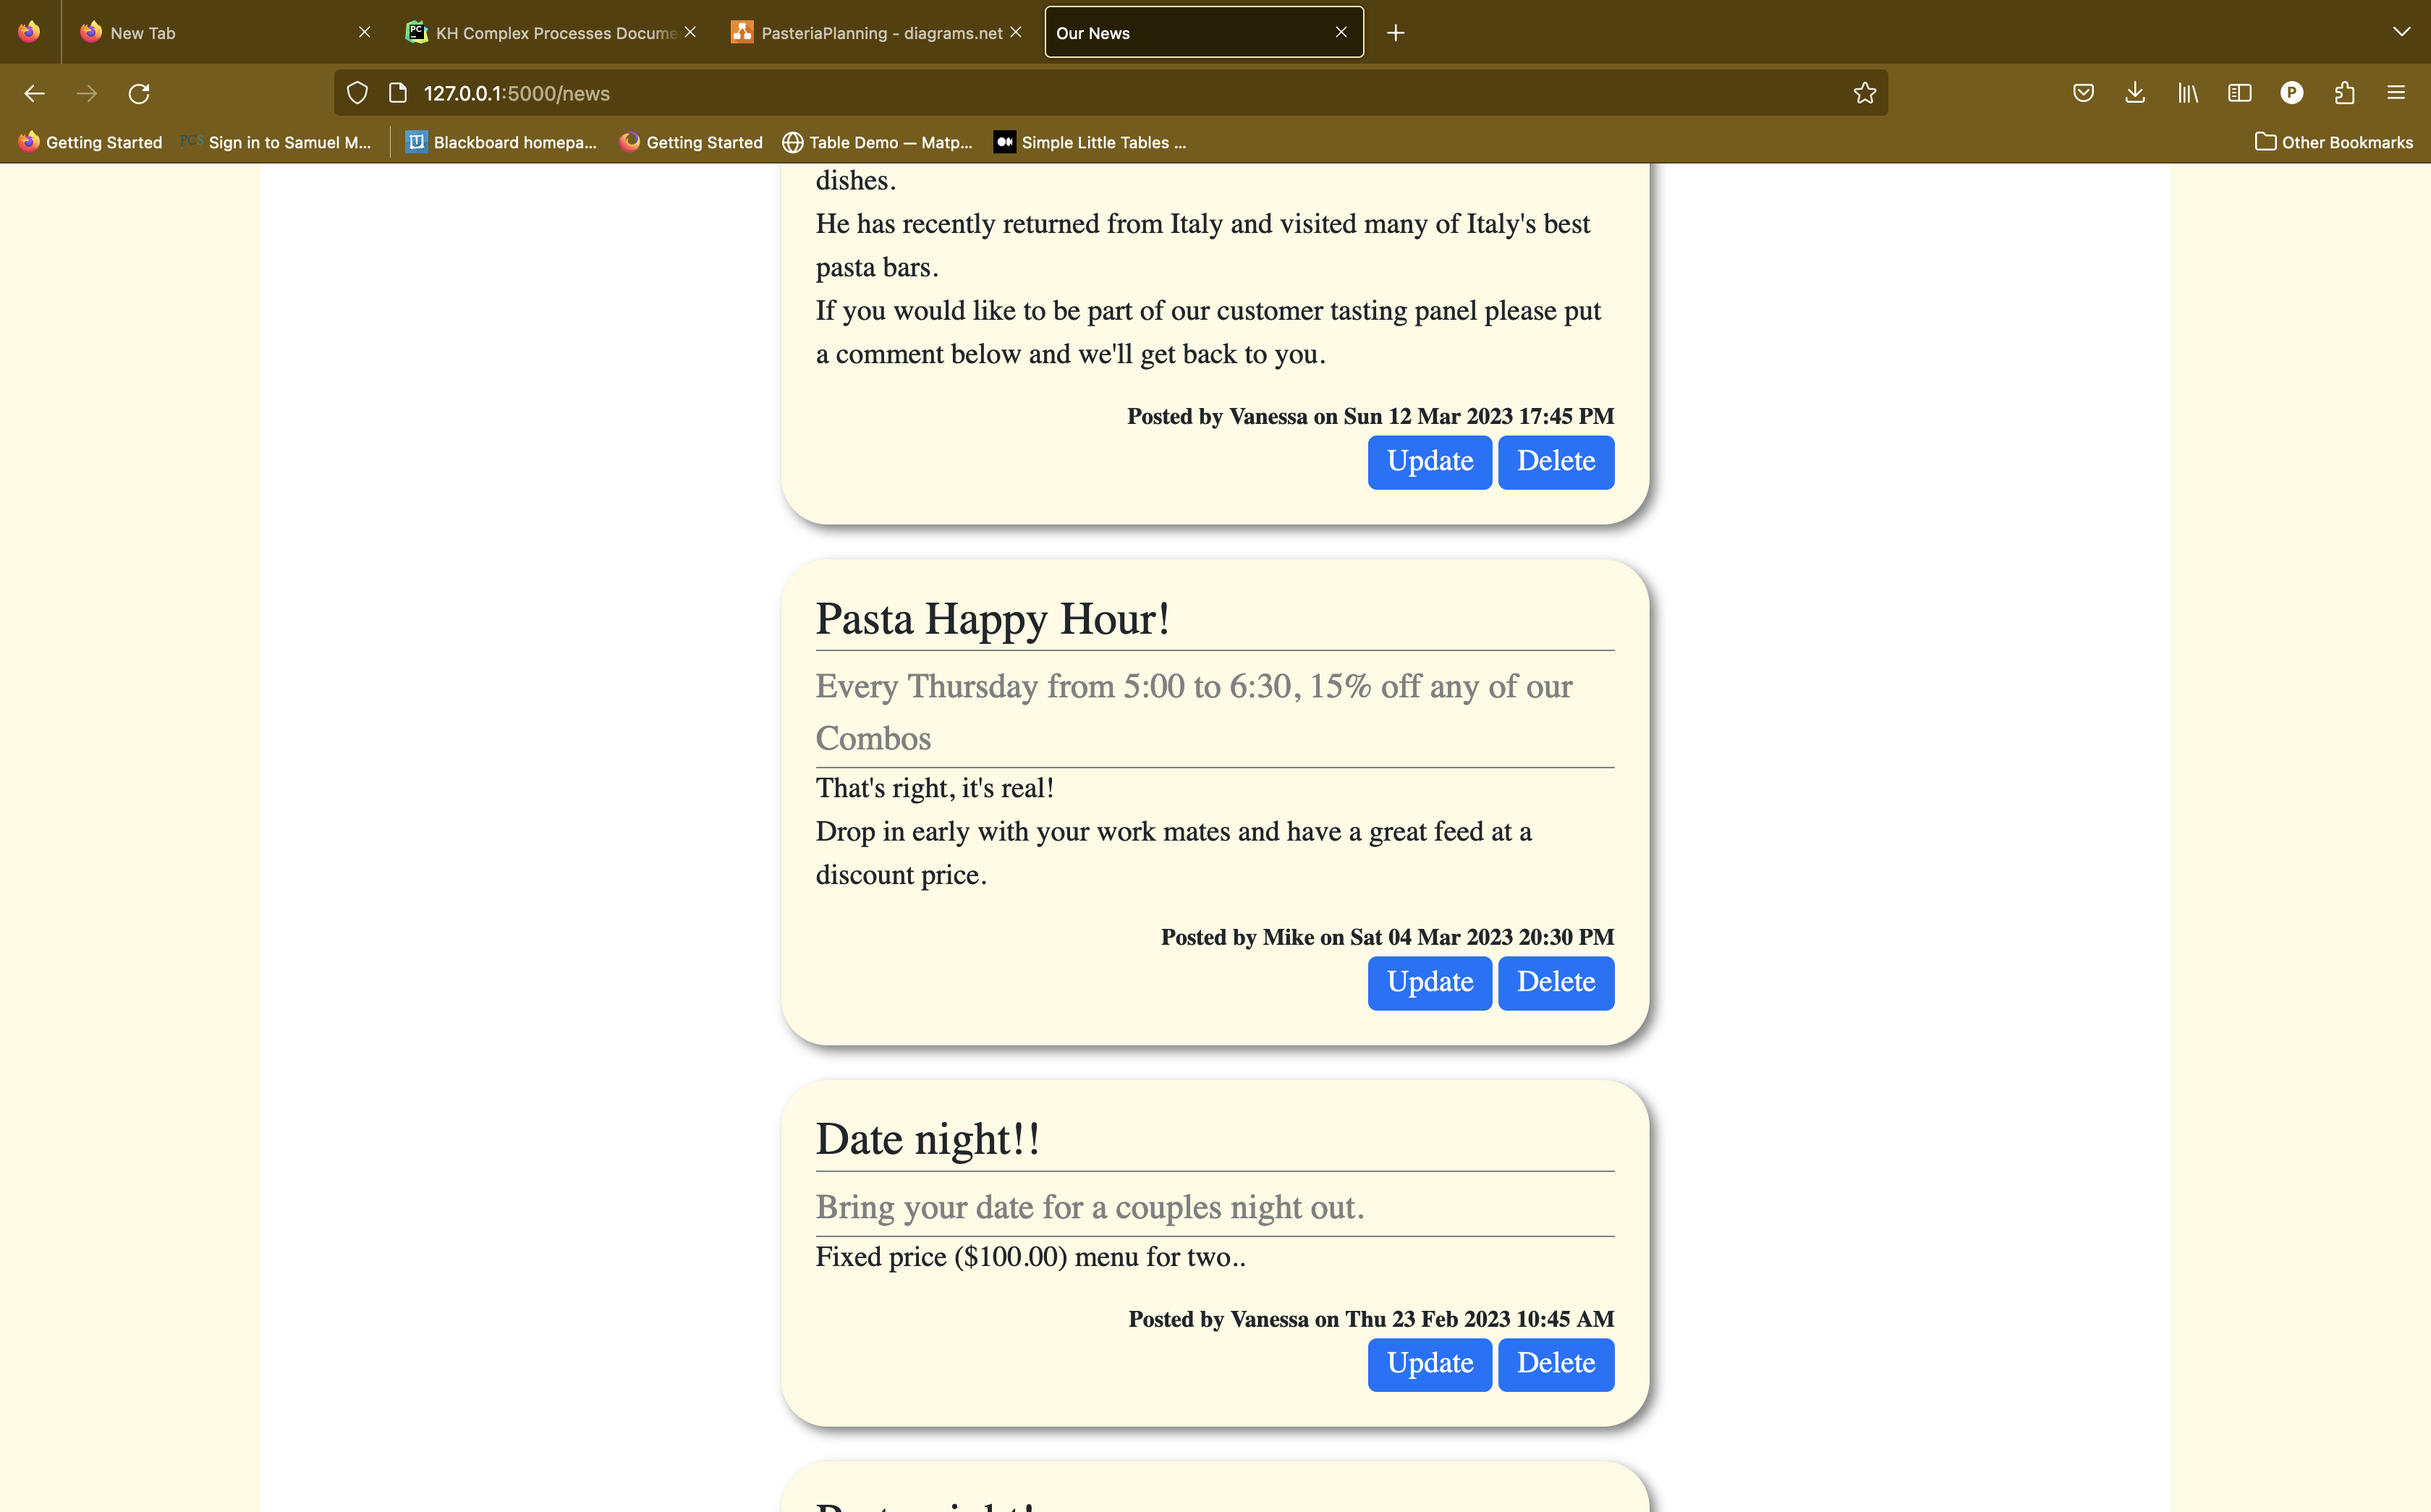 New Tab
KH Complex Processes Docume
PasteriaPlanning - diagrams.net
Our News
127.0.0.1:5000/news
P
Getting Started
PCS Sign in to Samuel M...
Blackboard homepa...
Getting Started
Table Demo — Matp...
Simple Little Tables ...
Other Bookmarks
dishes.
He has recently returned from Italy and visited many of Italy's best
pasta bars.
If you would like to be part of our customer tasting panel please put
a comment below and we'll get back to you.
Posted by Vanessa on Sun 12 Mar 2023 17:45 PM
Update Delete
Pasta Happy Hour!
Every Thursday from 5:00 to 6:30, 15% off any of our
Combos
That's right, it's real!
Drop in early with your work mates and have a great feed at a
discount price.
Posted by Mike on Sat 04 Mar 2023 20:30 PM
Update Delete
Date night!!
Bring your date for a couples night out.
Fixed price ($100.00) menu for two..
Posted by Vanessa on Thu 23 Feb 2023 10:45 AM
Update Delete